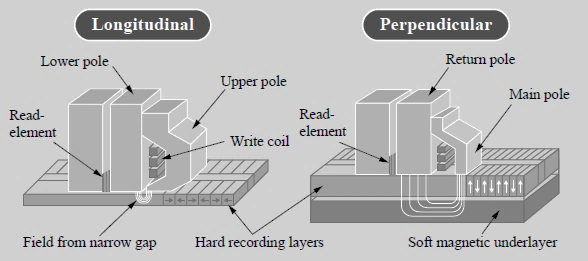 Longitudinal
Perpendicular
Lower pole
Upper pole
Read-
element
Write coil
Field from narrow gap
Hard recording layers
Return pole
Main pole
Read-
element
Soft magnetic underlayer